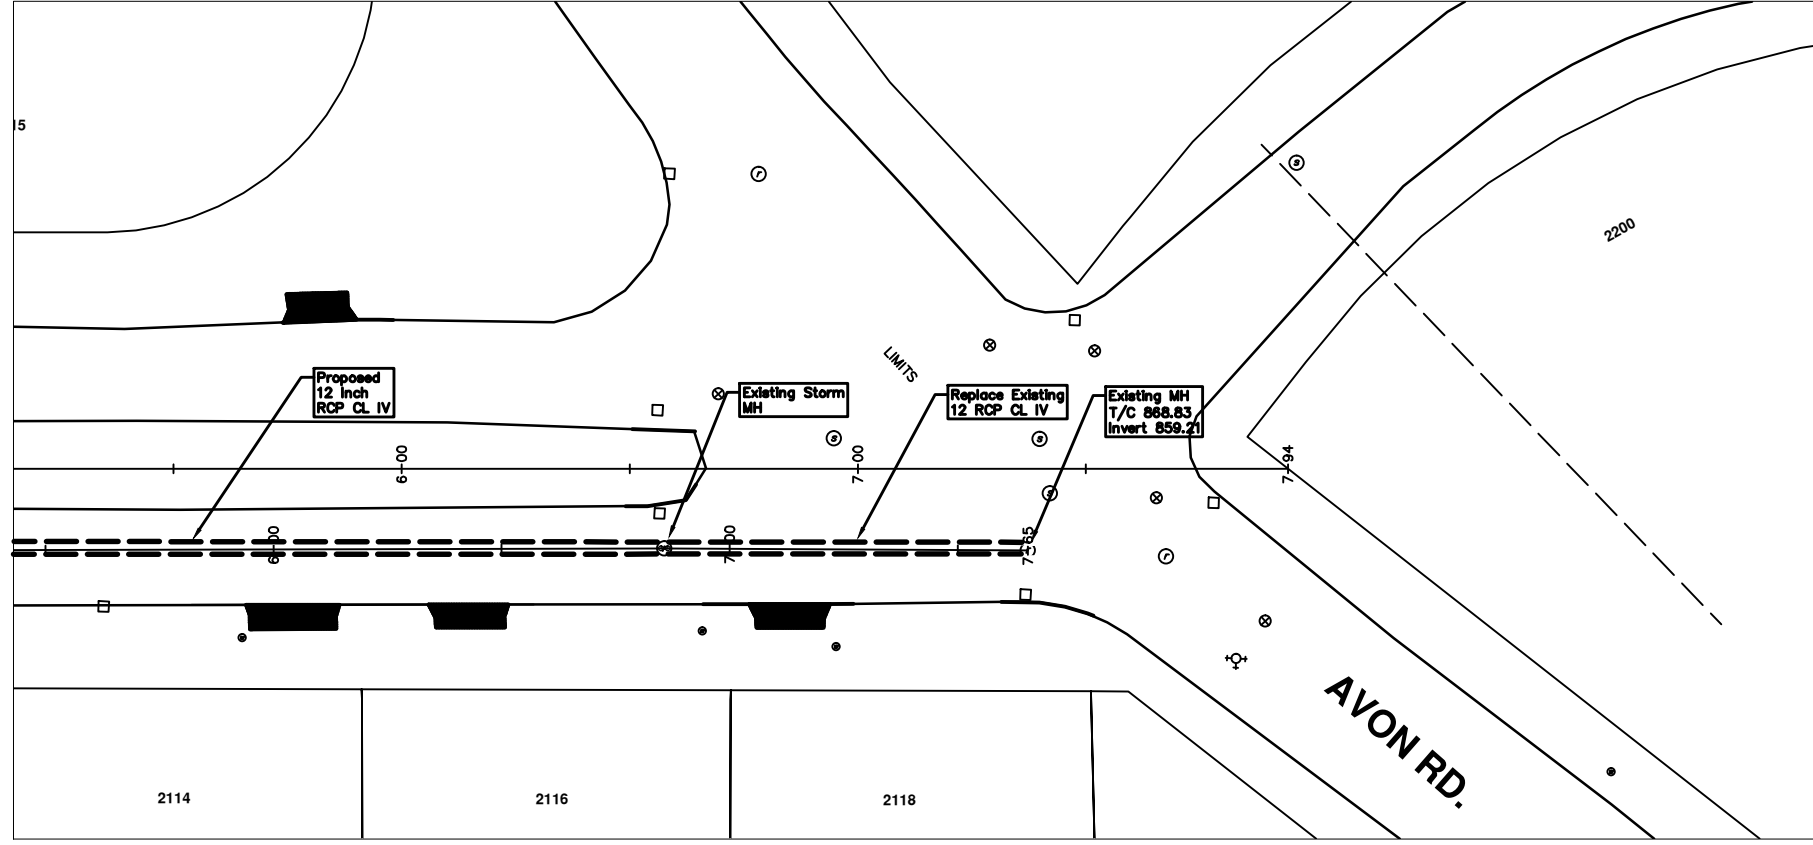 15
2200
LIMITS
Proposed
12 Inch
RCP CL IV
Existing Storm
MH
Replace Existing
12 RCP CL IV
Existing MH
T/C 868.83
Invert 859.21
6+00
7+00
7+94
6+00
7+00
7+65
r
s
s
s
s
r
AVON RD.
2114
2116
2118